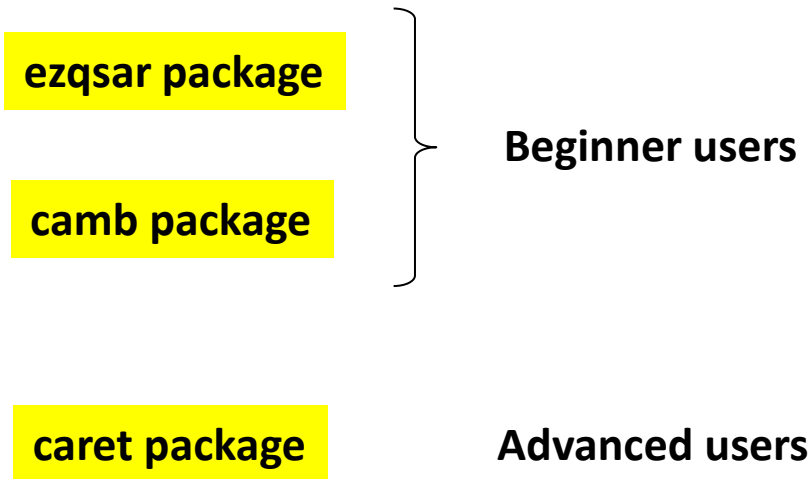 ezqsar package
Beginner users
camb package
caret package
Advanced users